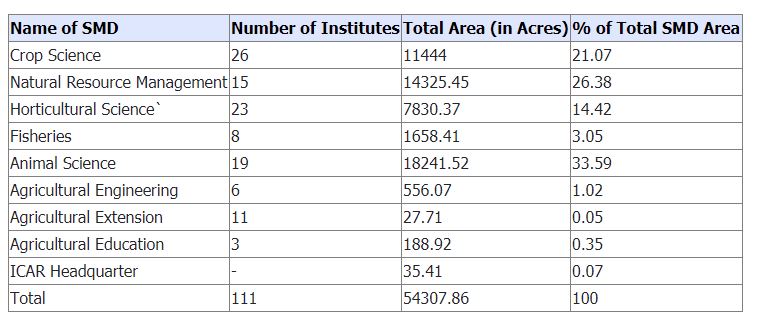 Name of SMD Number of Institutes Total Area (in Acres) % of Total SMD Area
Crop Science 26 11444 21.07
Natural Resource Management 15 14325.45 26.38
Horticultural Science` 23 7830.37 14.42
Fisheries 8 1658.41 3.05
Animal Science 19 18241.52 33.59
Agricultural Engineering 6 556.07 1.02
Agricultural Extension 11 27.71 0.05
Agricultural Education 3 188.92 0.35
ICAR Headquarter - 35.41 0.07
Total 111 54307.86 100